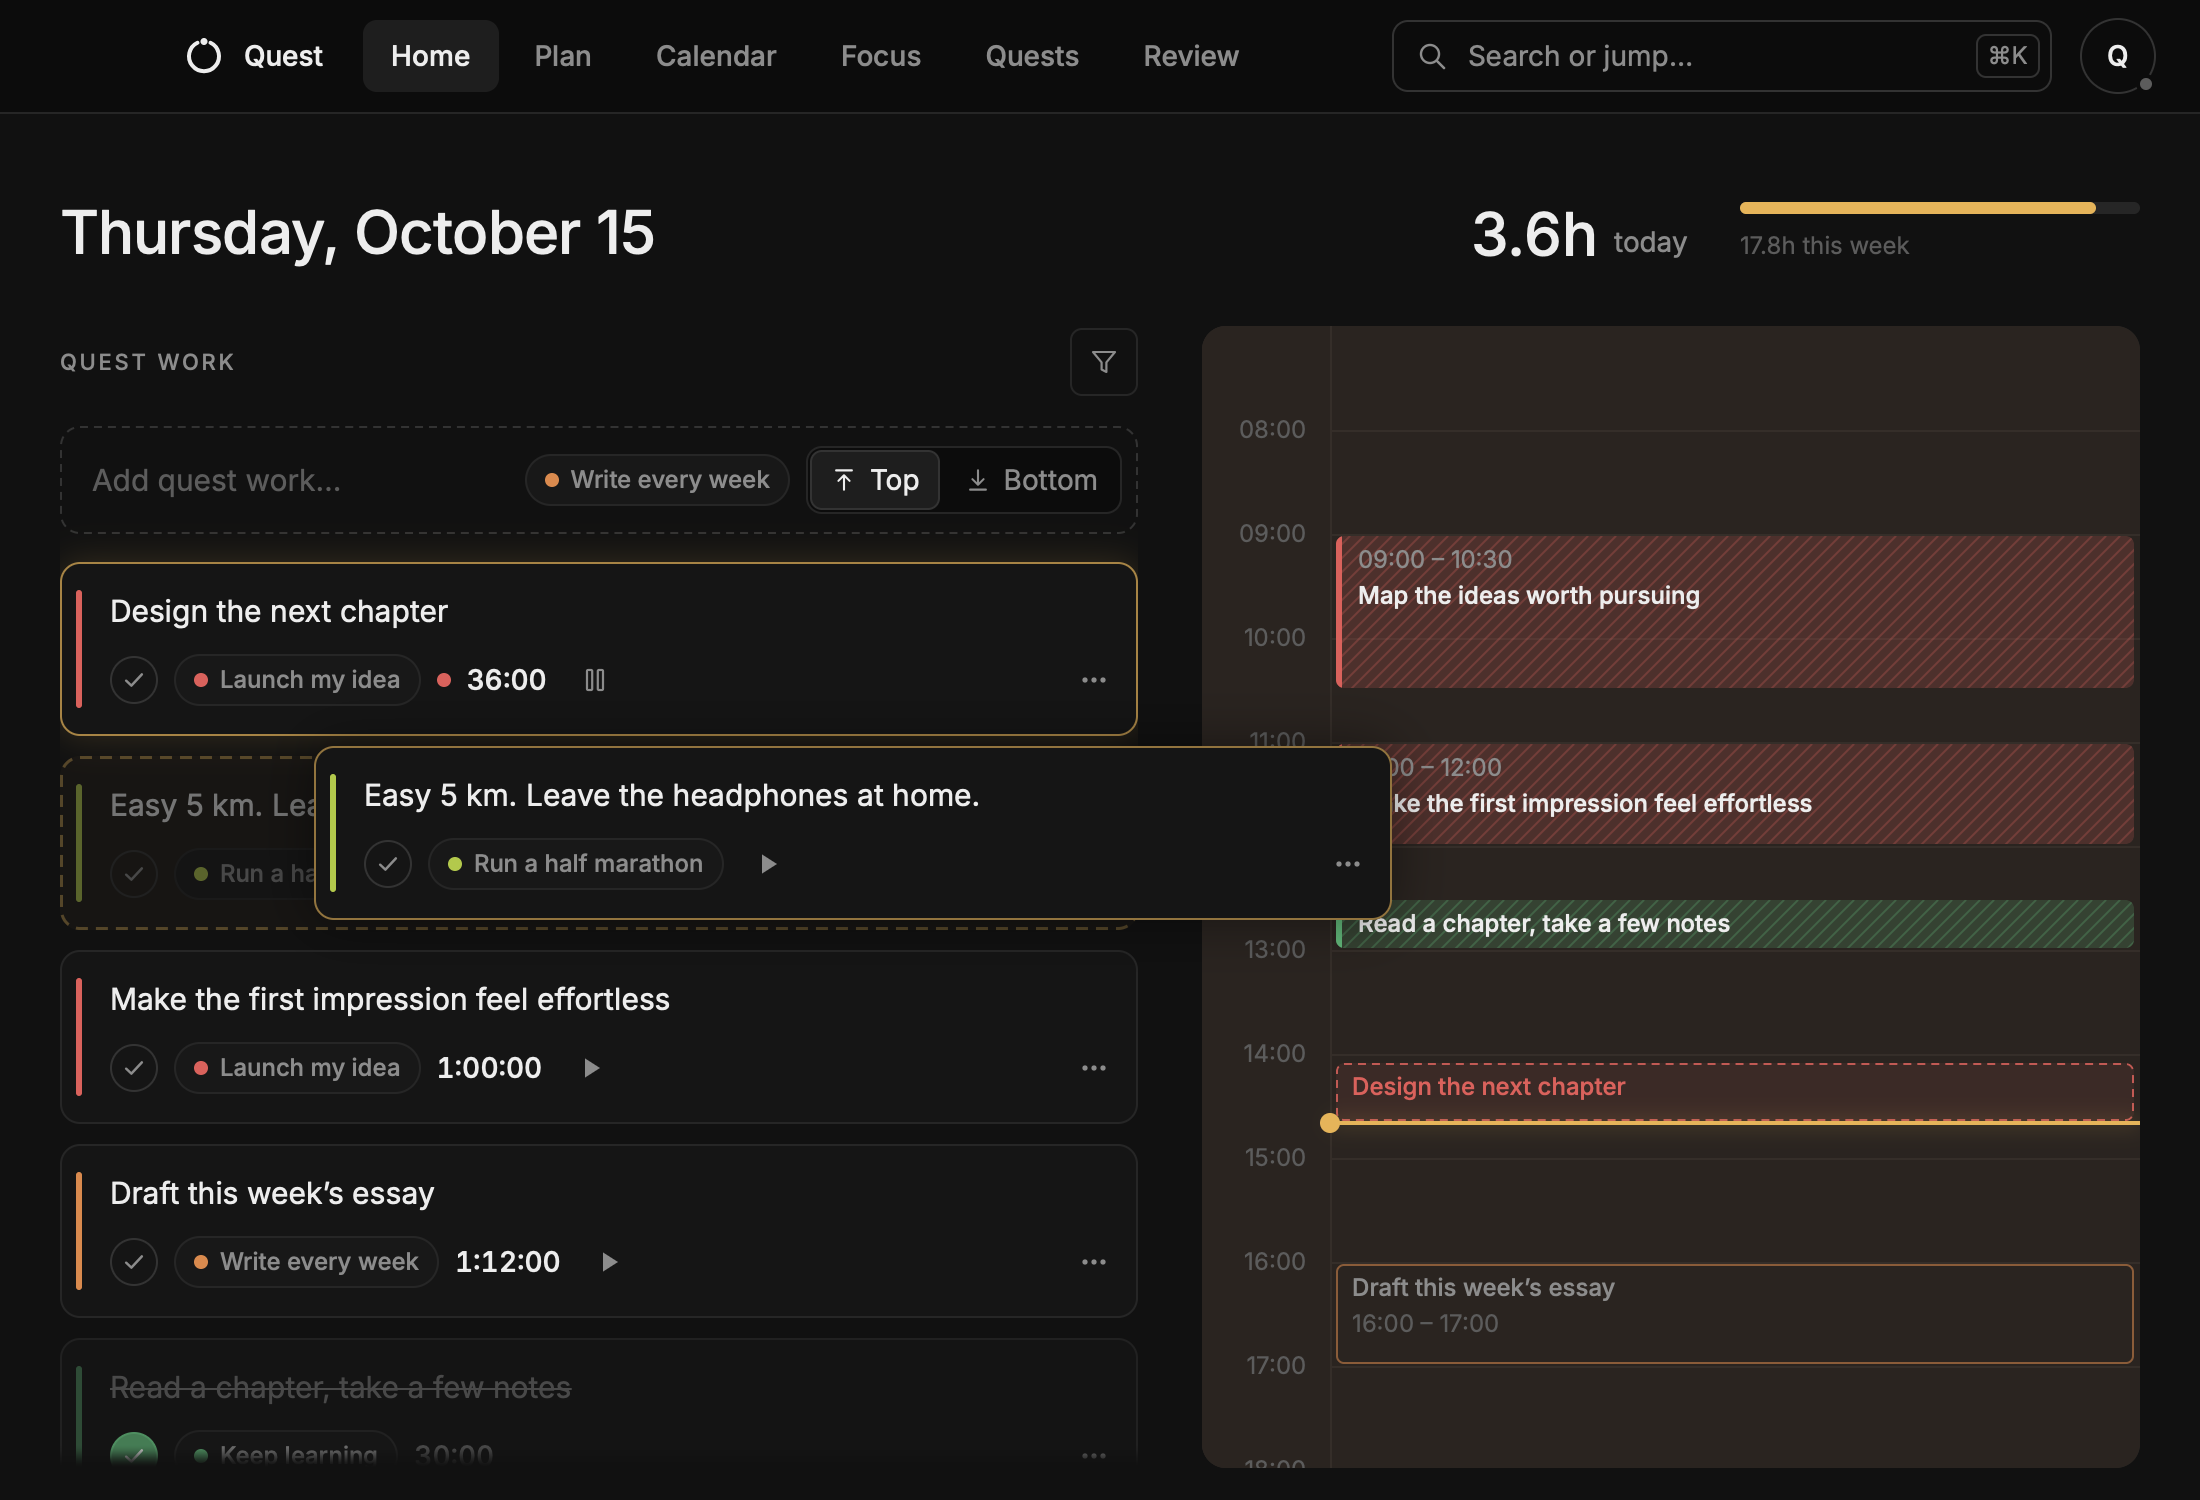 Quest
Home
Plan
Calendar
Focus
Quests
Review
Search or jump...
⌘K
Q
Thursday, October 15
3.6h today
17.8h this week
QUEST WORK
Add quest work...
Write every week
Top
Bottom
Design the next chapter
Launch my idea
36:00
Easy 5 km. Lea
Run a ha
Easy 5 km. Leave the headphones at home.
Run a half marathon
Make the first impression feel effortless
Launch my idea
1:00:00
Draft this week’s essay
Write every week
1:12:00
Read a chapter, take a few notes
Keep learning
30:00
08:00
09:00
09:00 – 10:30
Map the ideas worth pursuing
10:00
11:00
00 – 12:00
ke the first impression feel effortless
Read a chapter, take a few notes
13:00
14:00
Design the next chapter
15:00
16:00
Draft this week’s essay
16:00 – 17:00
17:00
18:00